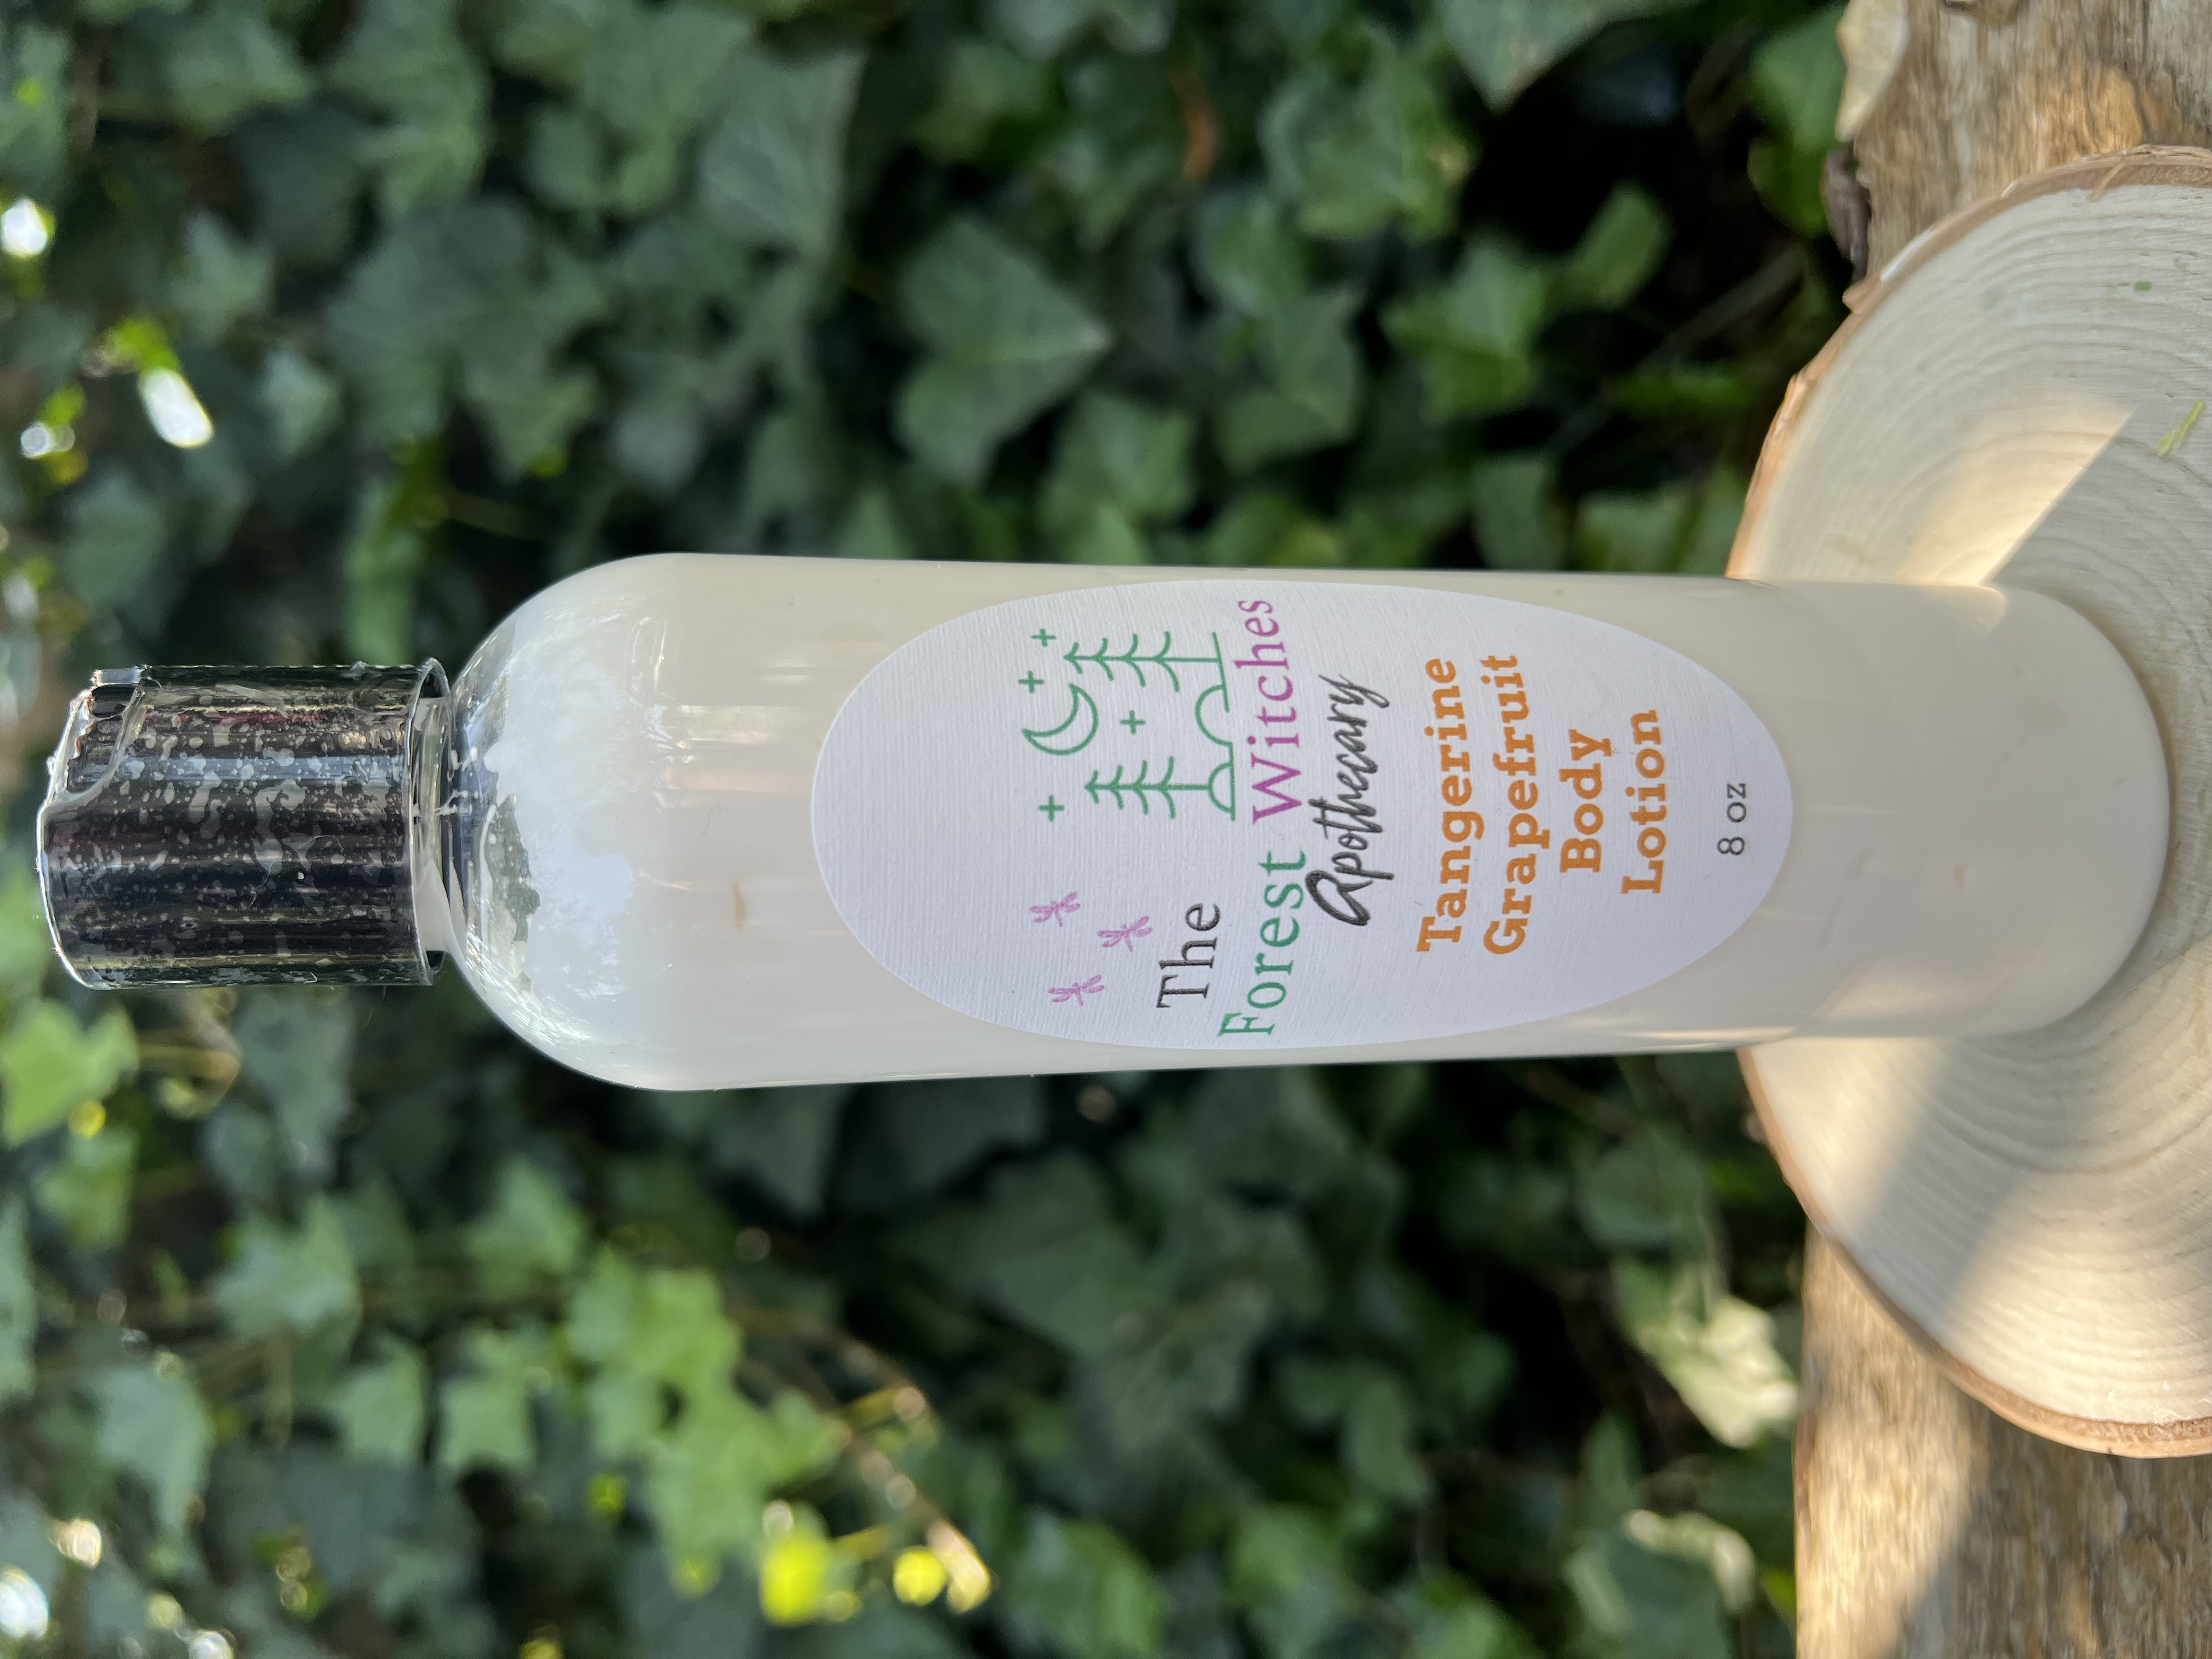 The
Forest Witches
Apothecary
Tangerine
Grapefruit
Body
Lotion
8 oz